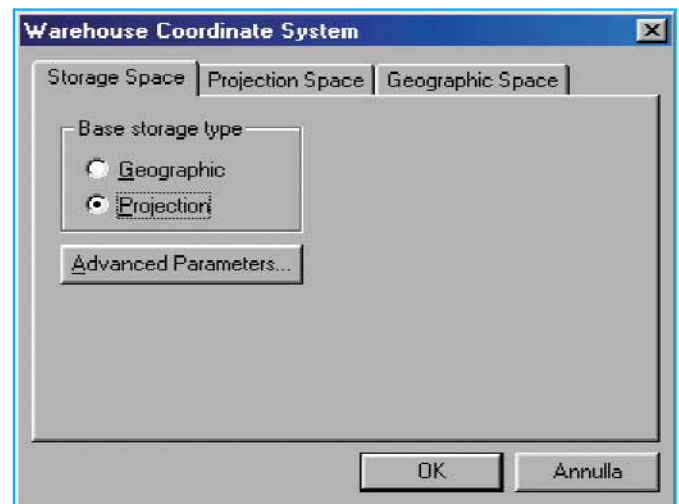 Warehouse Coordinate System
Storage Space Projection Space Geographic Space
Base storage type
Geographic
Projection
Advanced Parameters...
OK Annulla